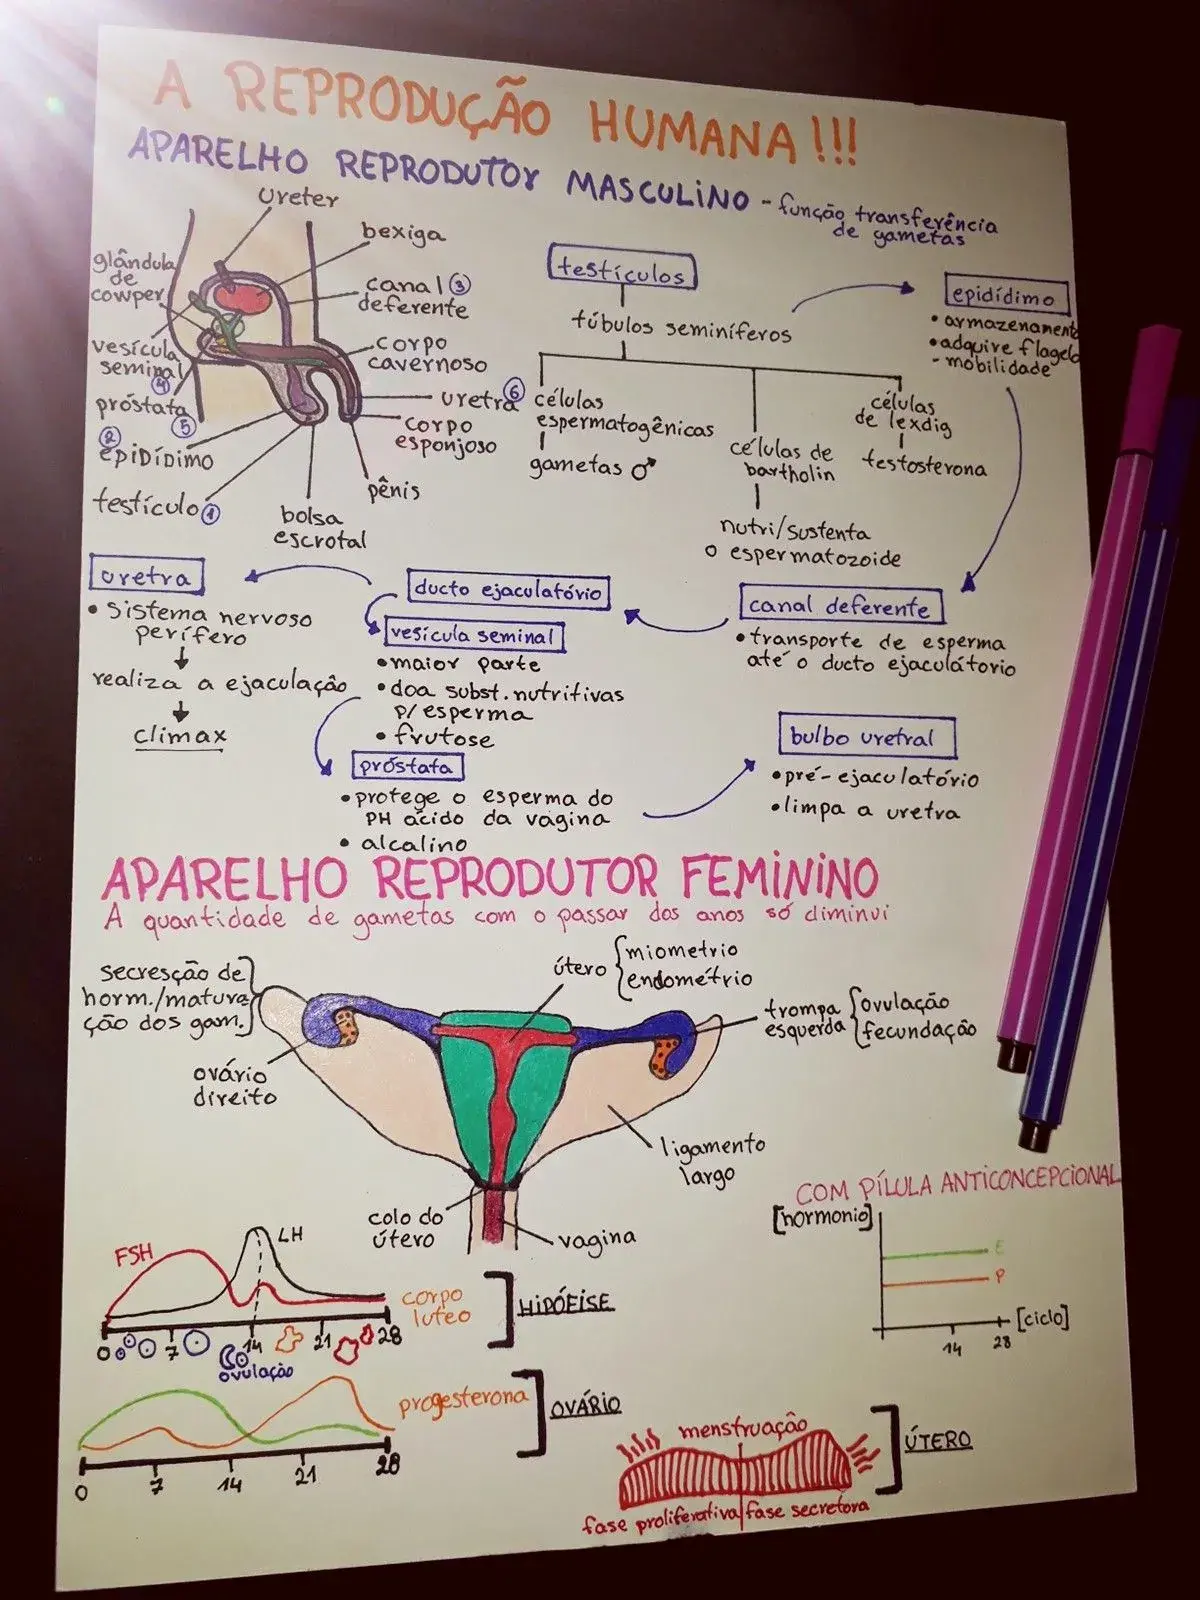 A REPRODUÇÃO HUMANA!!!
APARELHO REPRODUTOR MASCULINO - função transferência
de gametas
ureter
bexiga
glândula
de
cowper
canal ③
deferente
vesícula
seminal
④
corpo
cavernoso
próstata
⑤
uretra ⑥
corpo
esponjoso
②
epidídimo
pênis
testículo ①
bolsa
escrotal
testículos
túbulos seminíferos
células
espermatogênicas
gametas ♂
células de
bartholin
nutri/sustenta
o espermatozoide
células
de lexdig
testosterona
epidídimo
• armazenamento
• adquire flagelo
- mobilidade
canal deferente
• transporte de esperma
até o ducto ejaculátorio
ducto ejaculatório
vesícula seminal
• maior parte
• doa subst. nutritivas
p/ esperma
• frutose
uretra
• sistema nervoso
perífero
realiza a ejaculação
climax
próstata
• protege o esperma do
PH ácido da vagina
• alcalino
bulbo uretral
• pré-ejaculatório
• limpa a uretra
APARELHO REPRODUTOR FEMININO
A quantidade de gametas com o passar dos anos só diminui
secresção de
horm./matura
ção dos gam.
útero { miometrio
endométrio
trompa
esquerda { ovulação
fecundação
ovário
direito
ligamento
largo
colo do
útero
vagina
COM PÍLULA ANTICONCEPCIONAL
[hormonio]
E
P
[ciclo]
14
28
FSH
LH
corpo
luteo
HIPÓFISE
0
7
14
21
28
ovulação
progesterona
OVÁRIO
0
7
14
21
28
menstruação
ÚTERO
fase proliferativa
fase secretora